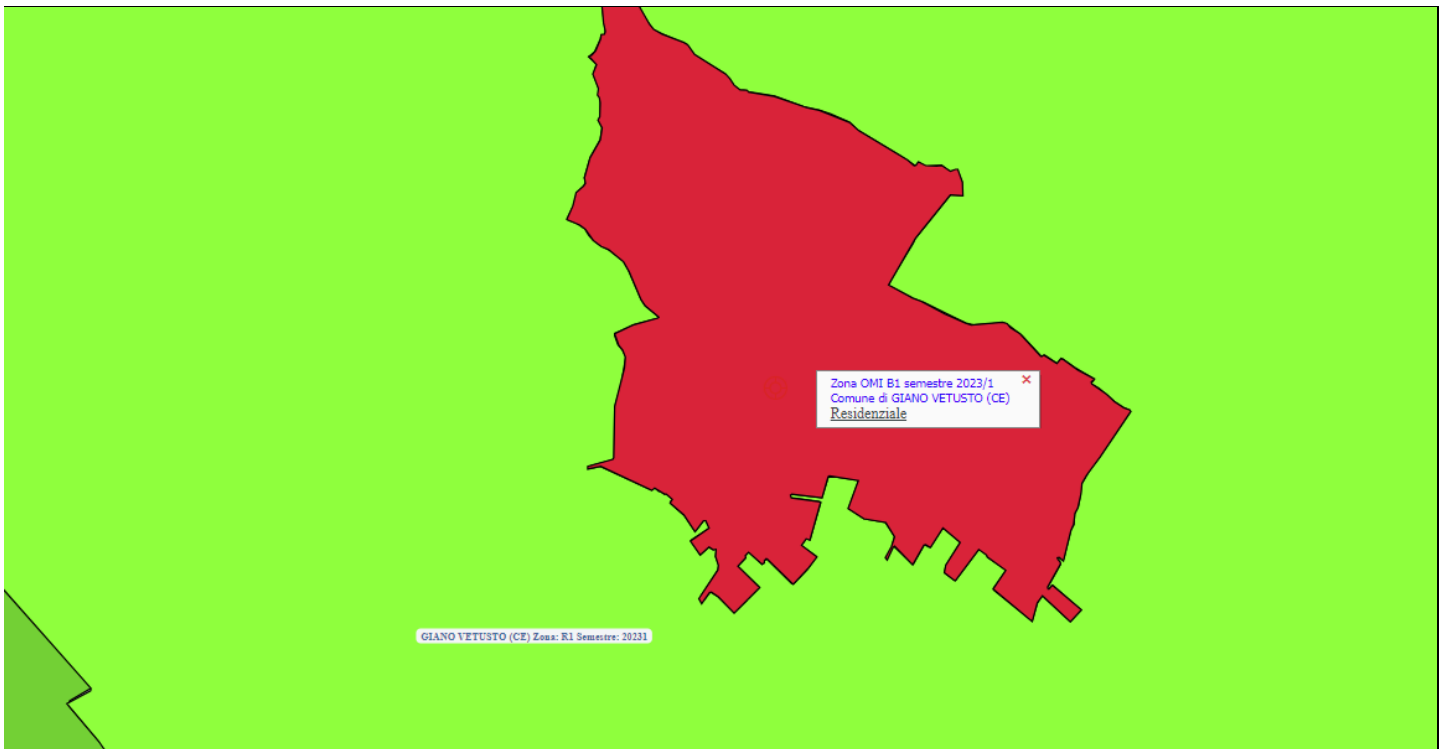 Zona OMI B1 semestre 2023/1
Comune di GIANO VETUSTO (CE)
Residenziale
GIANO VETUSTO (CE) Zona: R1 Semestre: 20231